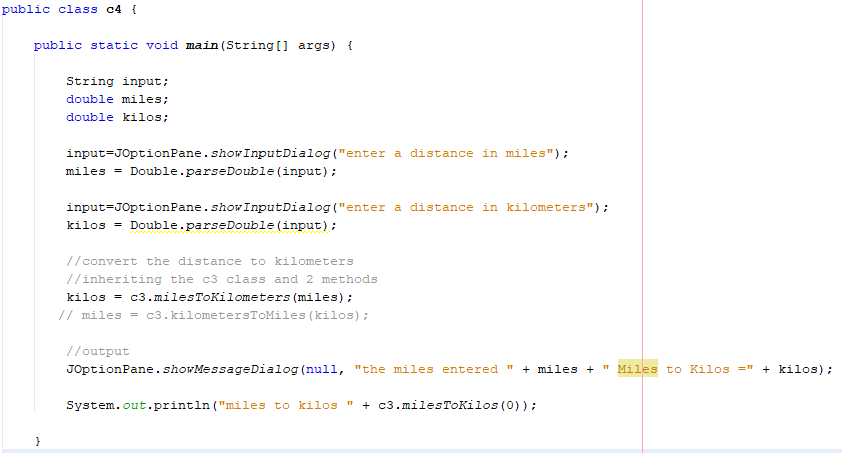 public class c4 {
public static void main(String[] args) {
String input;
double miles;
double kilos;
input=JOptionPane.showInputDialog("enter a distance in miles");
miles = Double.parseDouble(input);
input=JOptionPane.showInputDialog("enter a distance in kilometers");
kilos = Double.parseDouble(input);
//convert the distance to kilometers
//inheriting the c3 class and 2 methods
kilos = c3.milesToKilometers(miles);
// miles = c3.kilometersToMiles(kilos);
//output
JOptionPane.showMessageDialog(null, "the miles entered " + miles + " Miles to Kilos =" + kilos);
System.out.println("miles to kilos " + c3.milesToKilos(0));
}